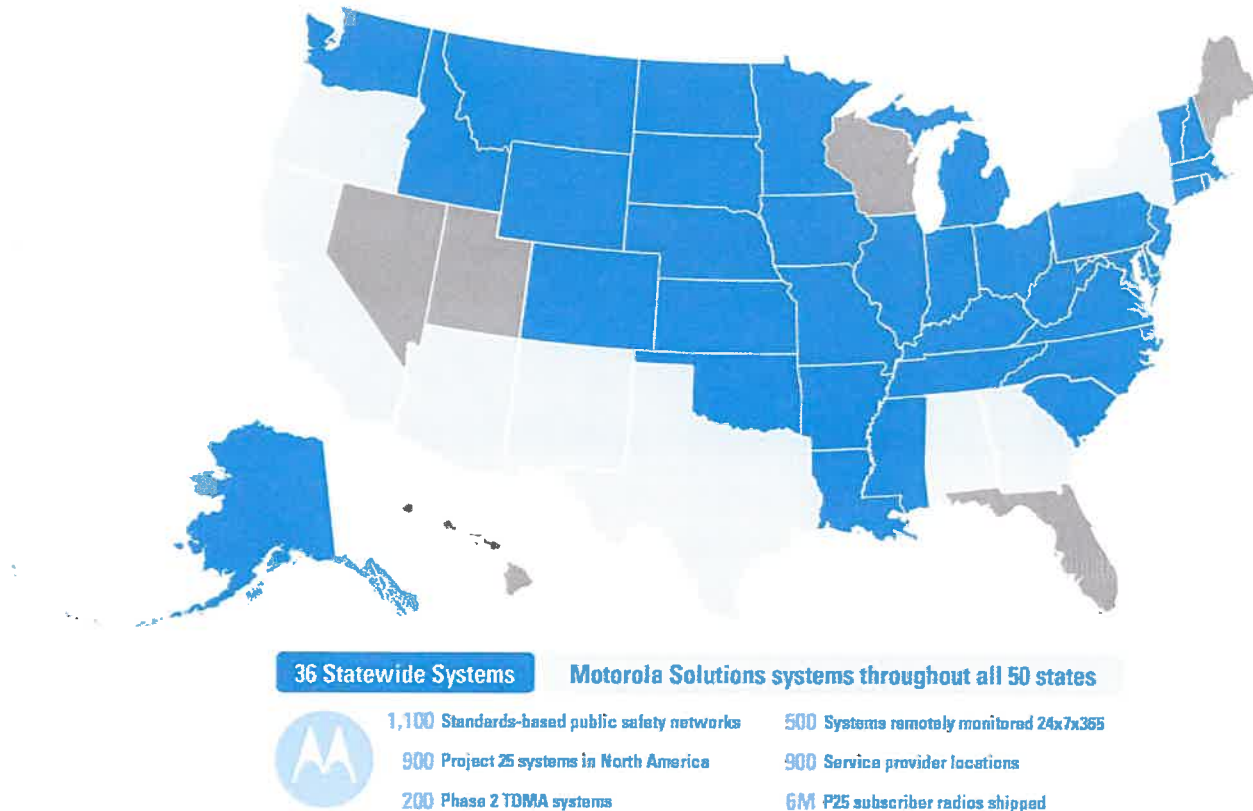 36 Statewide Systems
Motorola Solutions systems throughout all 50 states
1,100 Standards-based public safety networks
900 Project 25 systems in North America
200 Phase 2 TDMA systems
500 Systems remotely monitored 24x7x365
900 Service provider locations
6M P25 subscriber radios shipped